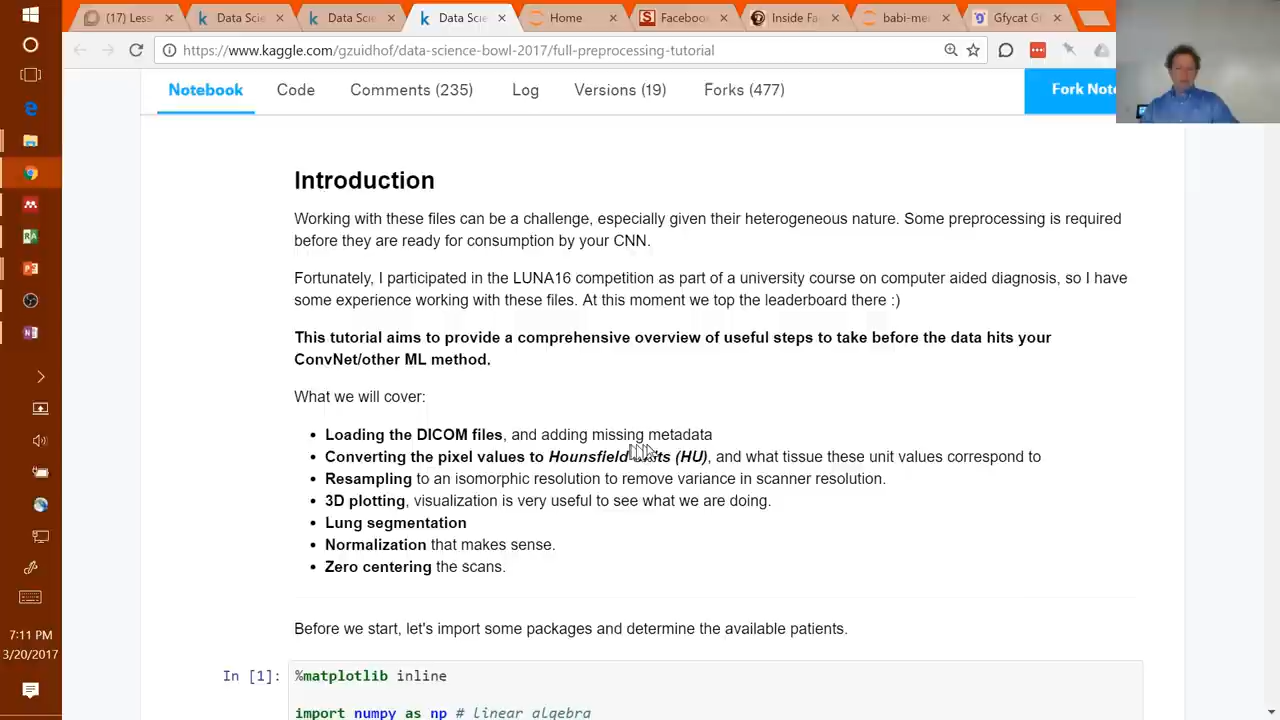 (17) Less
Data Scie
Data Scie
Data Scie
Home
Facebook
Inside Fa
babi-me
Gfycat Gi
https://www.kaggle.com/gzuidhof/data-science-bowl-2017/full-preprocessing-tutorial
Notebook Code Comments (235) Log Versions (19) Forks (477) Fork Note
Introduction
Working with these files can be a challenge, especially given their heterogeneous nature. Some preprocessing is required
before they are ready for consumption by your CNN.
Fortunately, I participated in the LUNA16 competition as part of a university course on computer aided diagnosis, so I have
some experience working with these files. At this moment we top the leaderboard there :)
This tutorial aims to provide a comprehensive overview of useful steps to take before the data hits your
ConvNet/other ML method.
What we will cover:
• Loading the DICOM files, and adding missing metadata
• Converting the pixel values to Hounsfield Units (HU), and what tissue these unit values correspond to
• Resampling to an isomorphic resolution to remove variance in scanner resolution.
• 3D plotting, visualization is very useful to see what we are doing.
• Lung segmentation
• Normalization that makes sense.
• Zero centering the scans.
Before we start, let's import some packages and determine the available patients.
In [1]: %matplotlib inline
import numpy as np # linear algebra
7:11 PM
3/20/2017